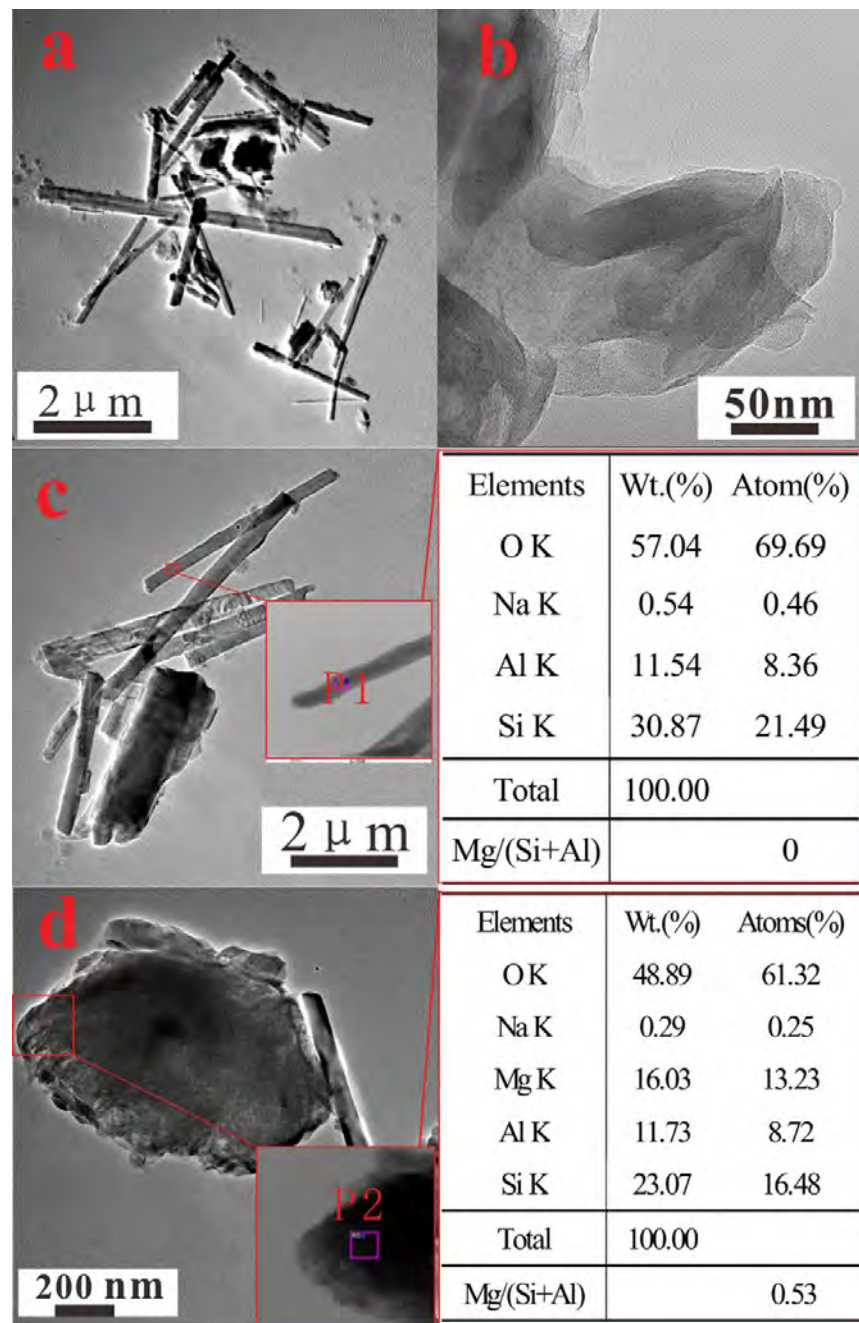 a
2 μm
b
50nm
c
P1
2 μm
Elements Wt.(%) Atom(%)
O K 57.04 69.69
Na K 0.54 0.46
Al K 11.54 8.36
Si K 30.87 21.49
Total 100.00
Mg/(Si+Al) 0
d
P2
200 nm
Elements Wt.(%) Atoms(%)
O K 48.89 61.32
Na K 0.29 0.25
Mg K 16.03 13.23
Al K 11.73 8.72
Si K 23.07 16.48
Total 100.00
Mg/(Si+Al) 0.53